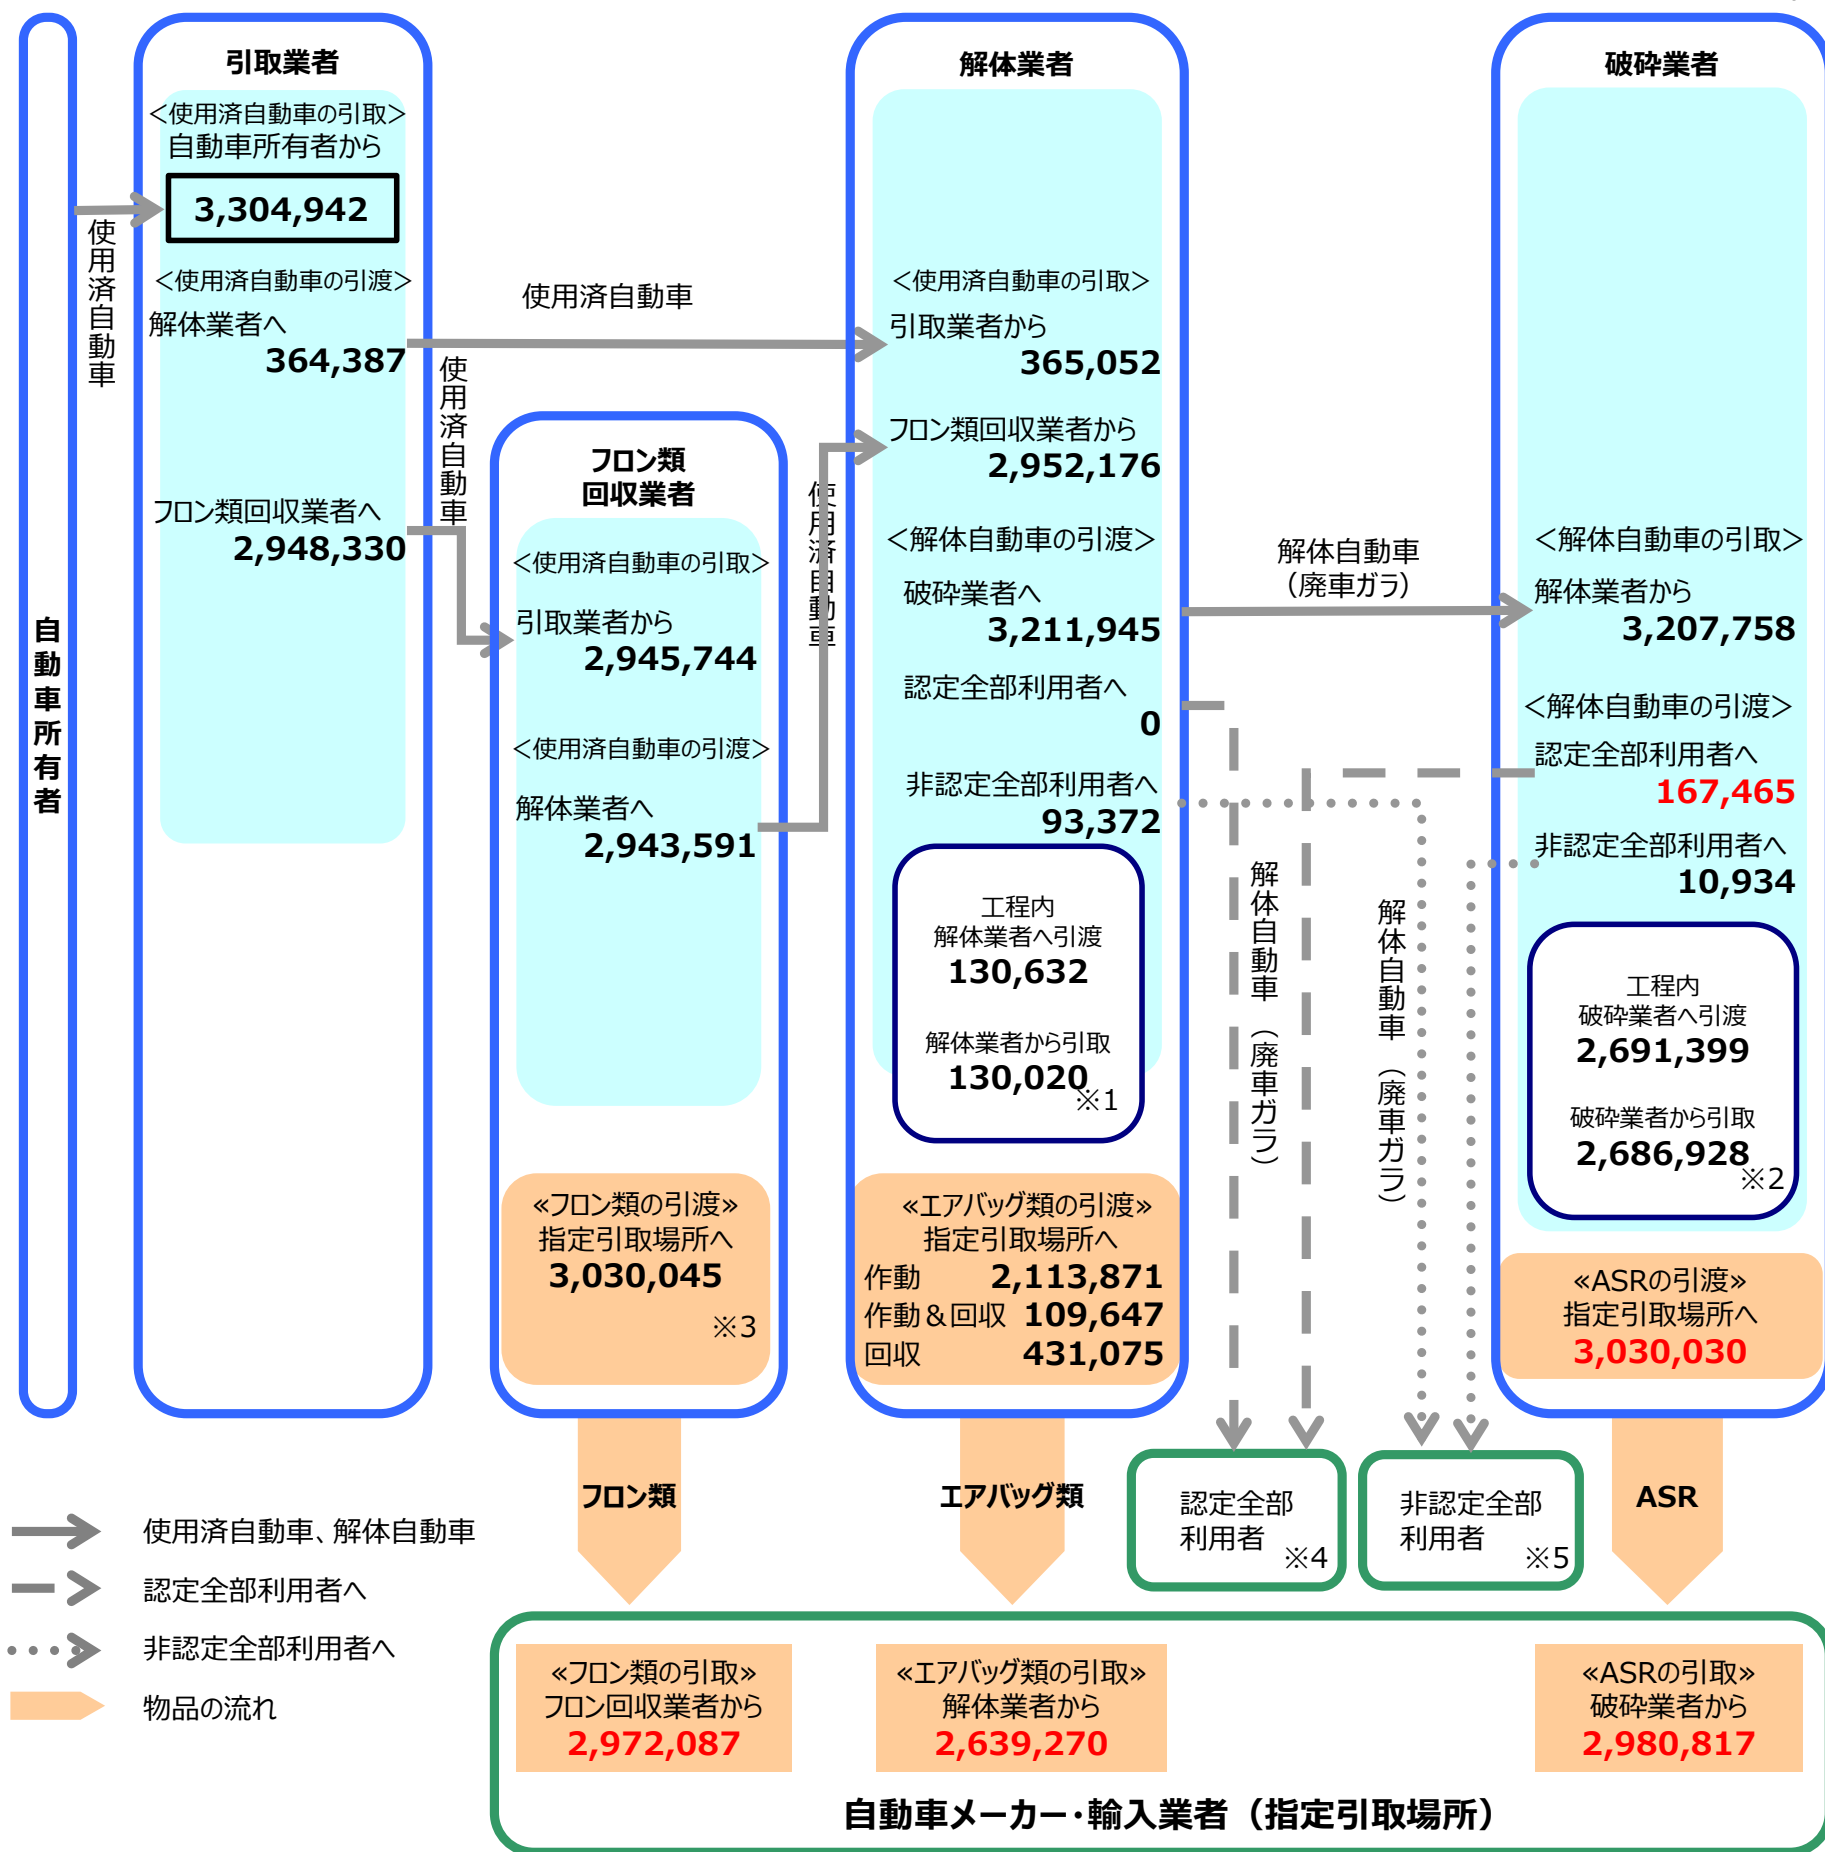 自動車所有者
使用済自動車
引取業者
<使用済自動車の引取>
自動車所有者から
3,304,942
<使用済自動車の引渡>
解体業者へ
364,387
フロン類回収業者へ
2,948,330
使用済自動車
使用済自動車
フロン類
回収業者
<使用済自動車の引取>
引取業者から
2,945,744
<使用済自動車の引渡>
解体業者へ
2,943,591
«フロン類の引渡»
指定引取場所へ
3,030,045
※3
使用済自動車
解体業者
<使用済自動車の引取>
引取業者から
365,052
フロン類回収業者から
2,952,176
<解体自動車の引渡>
破砕業者へ
3,211,945
認定全部利用者へ
0
非認定全部利用者へ
93,372
工程内
解体業者へ引渡
130,632
解体業者から引取
130,020
※1
«エアバッグ類の引渡»
指定引取場所へ
作動 2,113,871
作動&回収 109,647
回収 431,075
解体自動車
（廃車ガラ）
解体自動車（廃車ガラ）
解体自動車（廃車ガラ）
破砕業者
<解体自動車の引取>
解体業者から
3,207,758
<解体自動車の引渡>
認定全部利用者へ
167,465
非認定全部利用者へ
10,934
工程内
破砕業者へ引渡
2,691,399
破砕業者から引取
2,686,928
※2
«ASRの引渡»
指定引取場所へ
3,030,030
フロン類
エアバッグ類
認定全部
利用者
※4
非認定全部
利用者
※5
ASR
使用済自動車、解体自動車
認定全部利用者へ
非認定全部利用者へ
物品の流れ
«フロン類の引取»
フロン回収業者から
2,972,087
«エアバッグ類の引取»
解体業者から
2,639,270
«ASRの引取»
破砕業者から
2,980,817
自動車メーカー・輸入業者（指定引取場所）